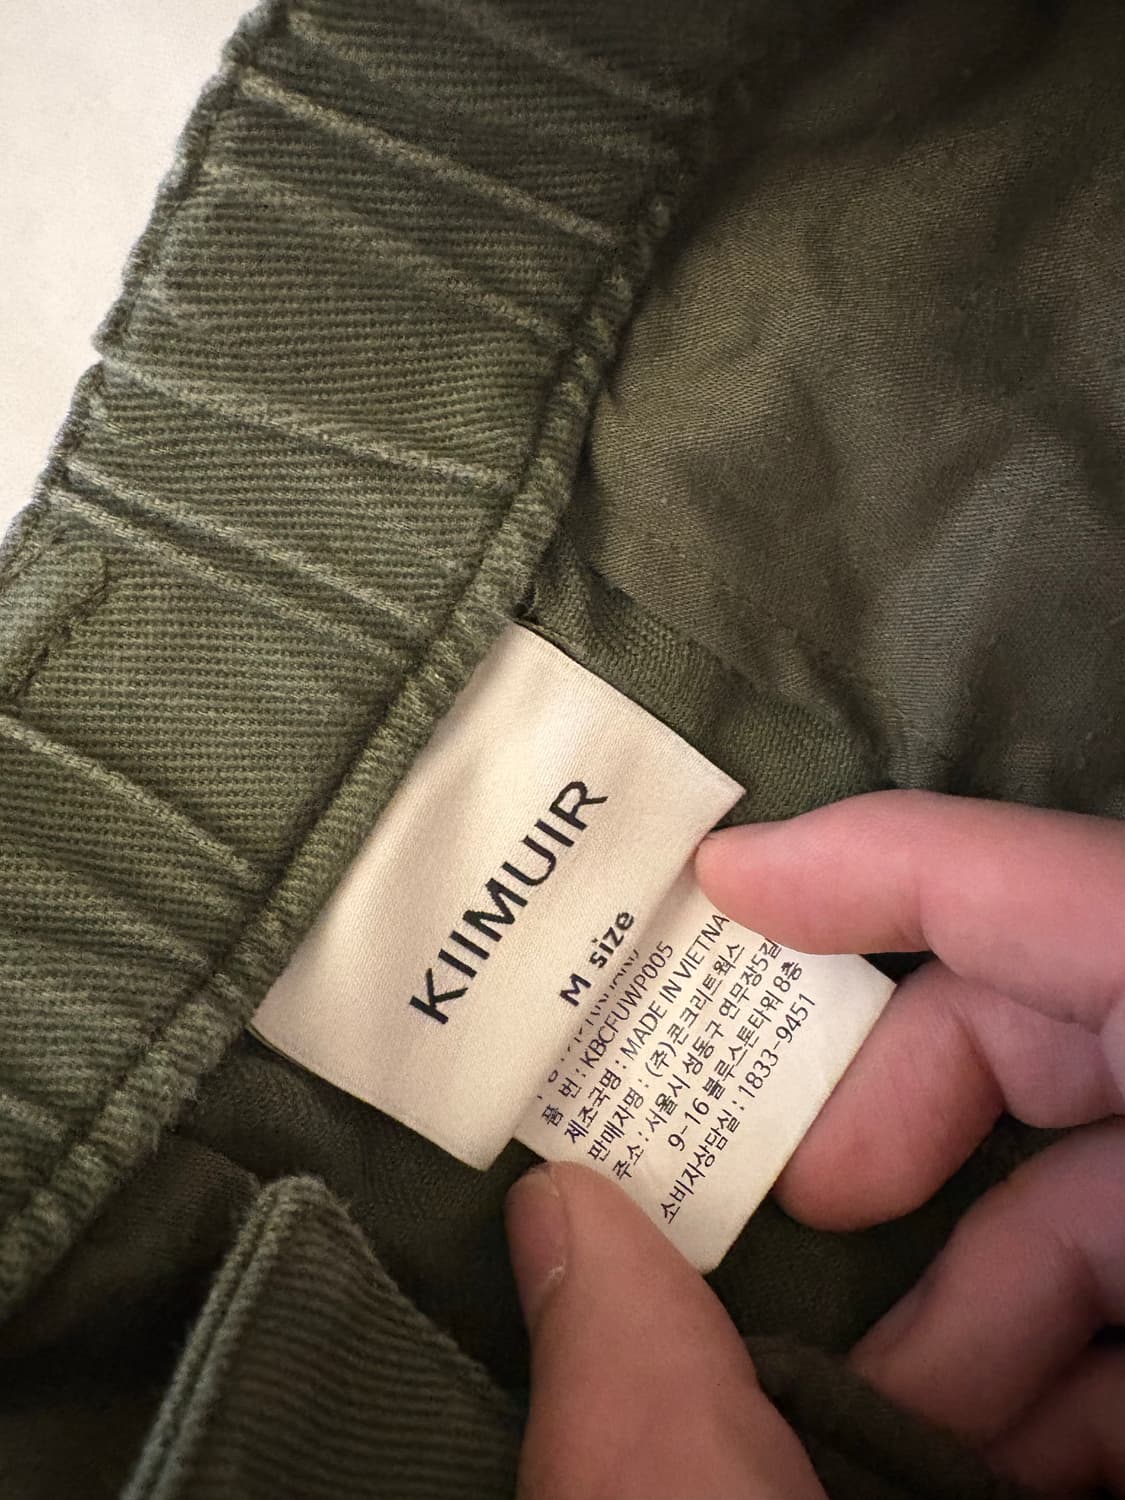 KIIMUIR
M size
품 번 : KBCFUWP005
제조국명 : MADE IN VIETNA
판매자명 : (주)콘크리트웍스
주소 : 서울시 성동구 연무장5길
9-16 블루스톤타워 8층
소비자상담실 : 1833-9451